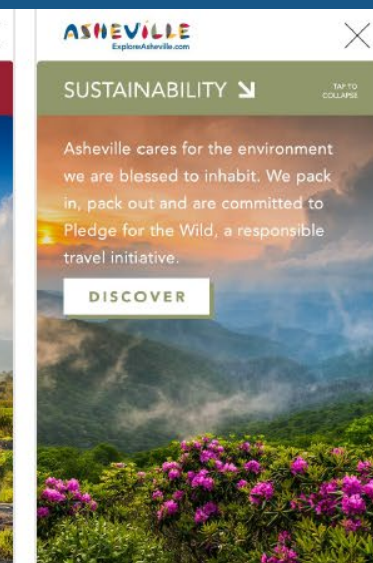 ASHEVILLE
ExploreAsheville.com
SUSTAINABILITY
TAP TO
COLLAPSE
Asheville cares for the environment
we are blessed to inhabit. We pack
in, pack out and are committed to
Pledge for the Wild, a responsible
travel initiative.
DISCOVER